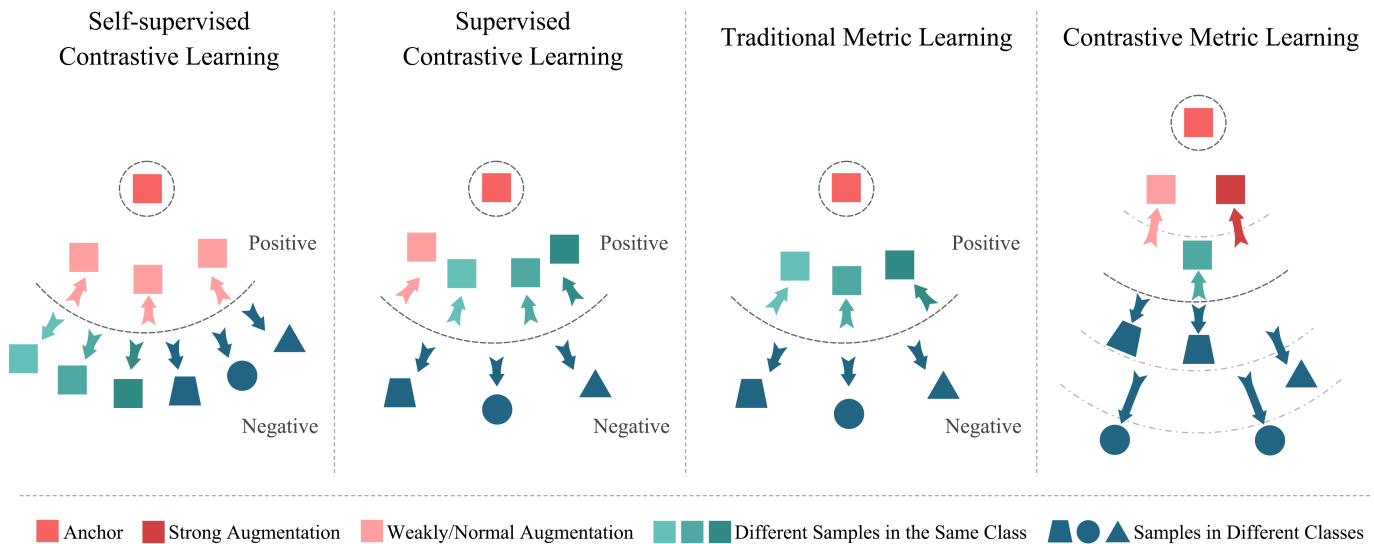 Self-supervised
Contrastive Learning
Supervised
Contrastive Learning
Traditional Metric Learning
Contrastive Metric Learning
Positive
Negative
Positive
Negative
Positive
Negative
Anchor
Strong Augmentation
Weakly/Normal Augmentation
Different Samples in the Same Class
Samples in Different Classes